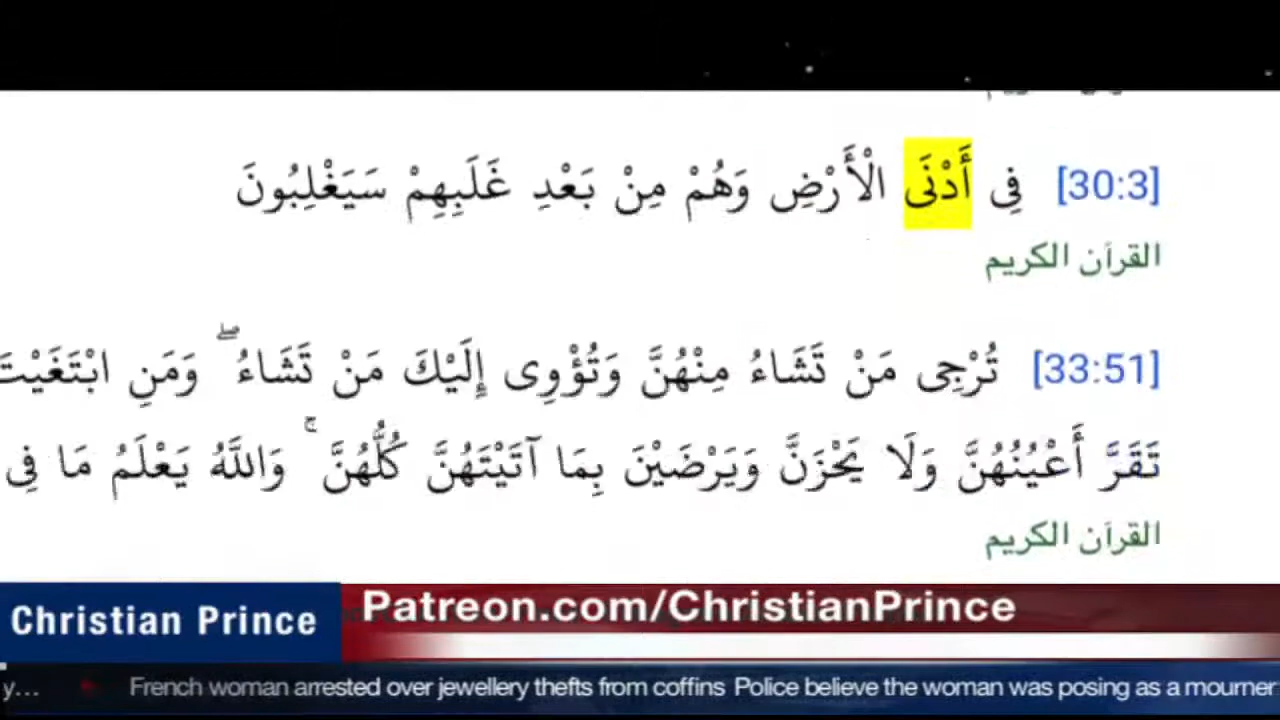 [30:3] فِى أَدْنَى الْأَرْضِ وَهُمْ مِنْ بَعْدِ غَلَبِهِمْ سَيَغْلِبُونَ
القرآن الكريم
[33:51] تُرْجِى مَنْ تَشَاءُ مِنْهُنَّ وَتُؤْوِى إِلَيْكَ مَنْ تَشَاءُ ۖ وَمَنِ ابْتَغَيْتَ
تَقَرَّ أَعْيُنُهُنَّ وَلَا يَحْزَنَّ وَيَرْضَيْنَ بِمَا آتَيْتَهُنَّ كُلُّهُنَّ ۚ وَاللَّهُ يَعْلَمُ مَا فِى
القرآن الكريم
Christian Prince
Patreon.com/ChristianPrince
y... French woman arrested over jewellery thefts from coffins Police believe the woman was posing as a mourner